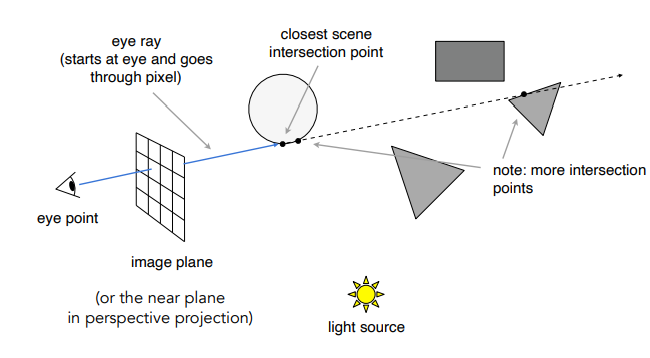 eye ray
(starts at eye and goes
through pixel)
closest scene
intersection point
note: more intersection
points
eye point
image plane
(or the near plane
in perspective projection)
light source